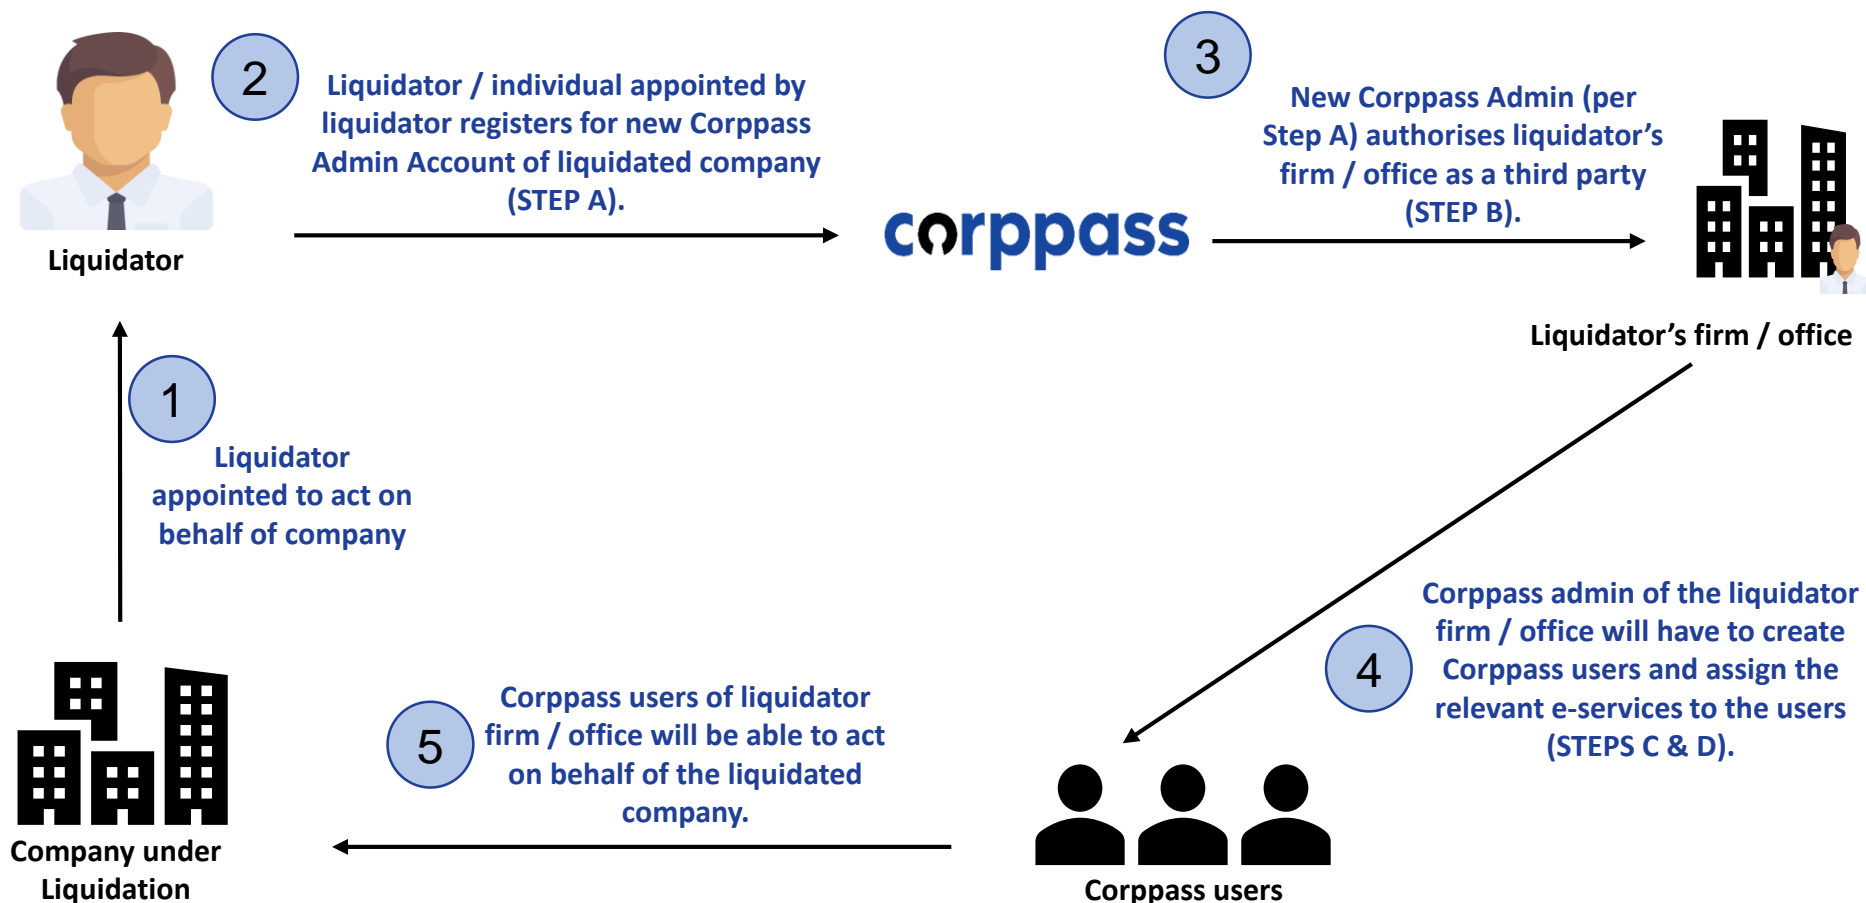 2
Liquidator / individual appointed by
liquidator registers for new Corppass
Admin Account of liquidated company
(STEP A).
3
New Corppass Admin (per
Step A) authorises liquidator's
firm / office as a third party
(STEP B).
corppass
Liquidator
Liquidator's firm / office
1
Liquidator
appointed to act on
behalf of company
4
Corppass admin of the liquidator
firm / office will have to create
Corppass users and assign the
relevant e-services to the users
(STEPS C & D).
5
Corppass users of liquidator
firm / office will be able to act
on behalf of the liquidated
company.
Company under
Liquidation
Corppass users